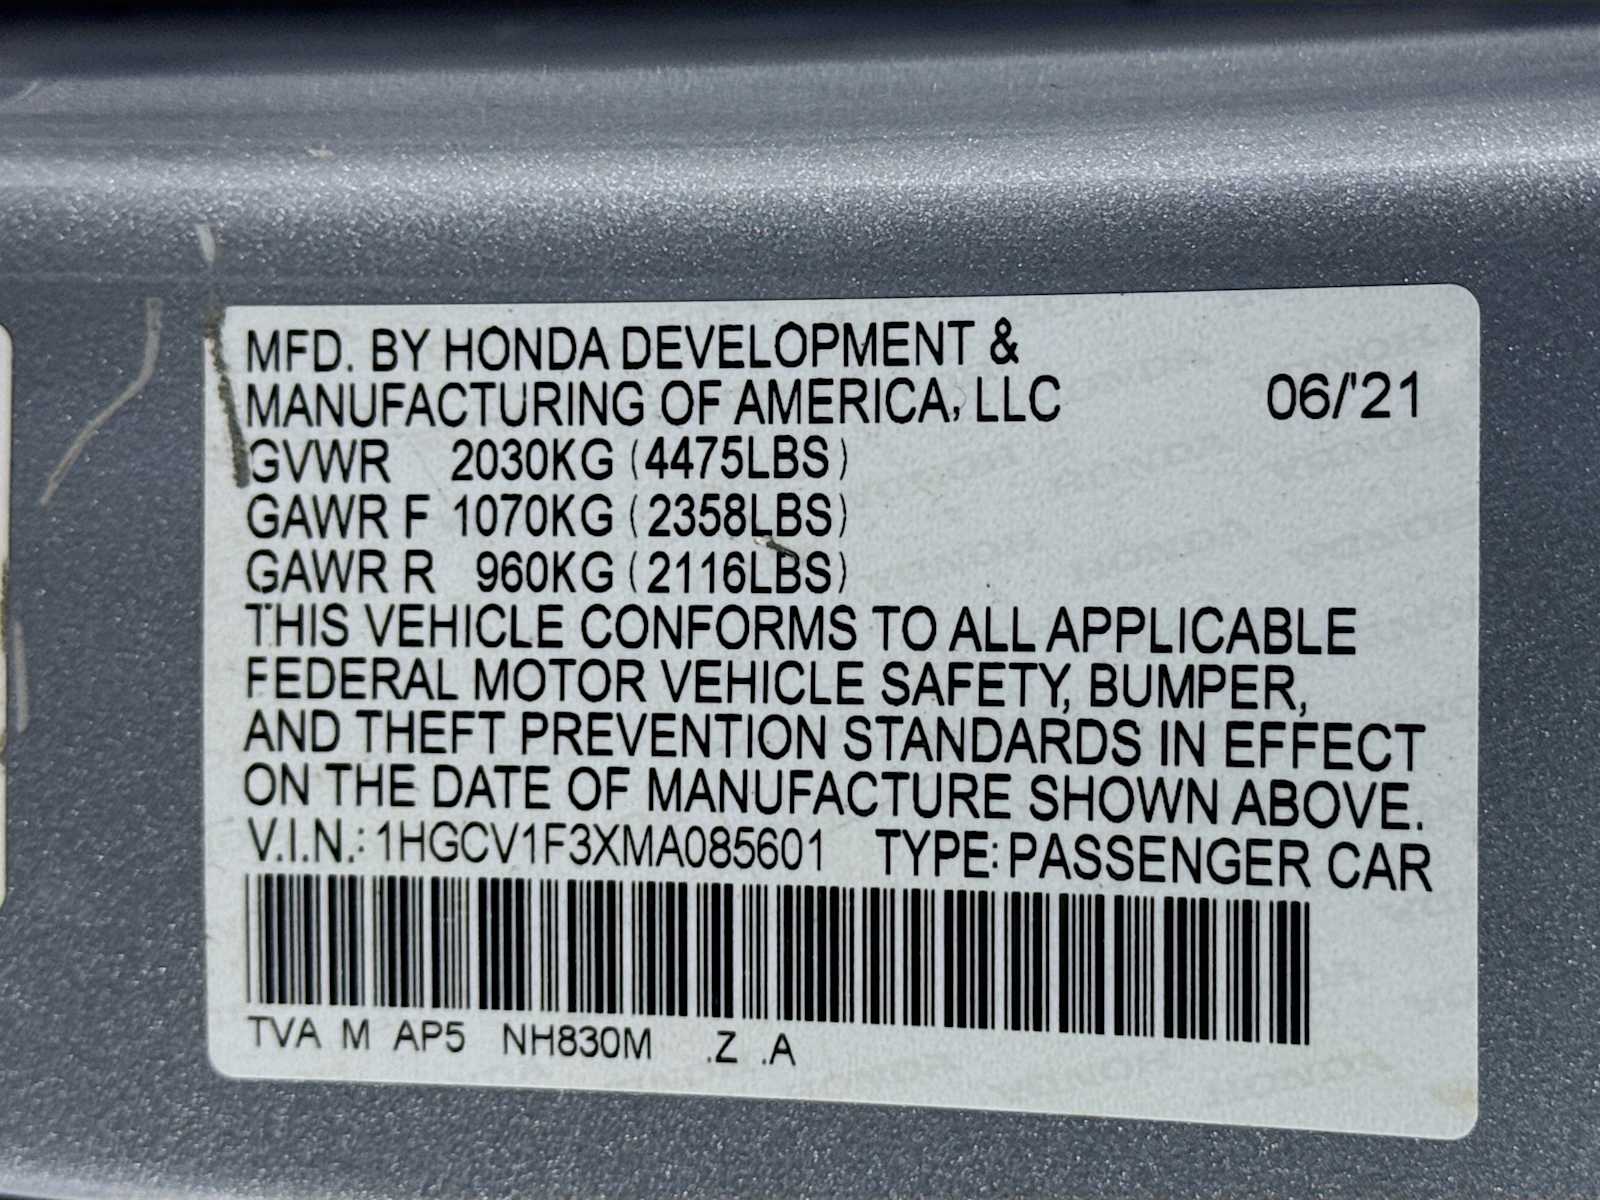 MFD. BY HONDA DEVELOPMENT &
MANUFACTURING OF AMERICA, LLC 06/'21
GVWR 2030KG (4475LBS)
GAWR F 1070KG (2358LBS)
GAWR R 960KG (2116LBS)
THIS VEHICLE CONFORMS TO ALL APPLICABLE
FEDERAL MOTOR VEHICLE SAFETY, BUMPER,
AND THEFT PREVENTION STANDARDS IN EFFECT
ON THE DATE OF MANUFACTURE SHOWN ABOVE.
V.I.N.: 1HGCV1F3XMA085601 TYPE: PASSENGER CAR
TVA M AP5 NH830M .Z .A